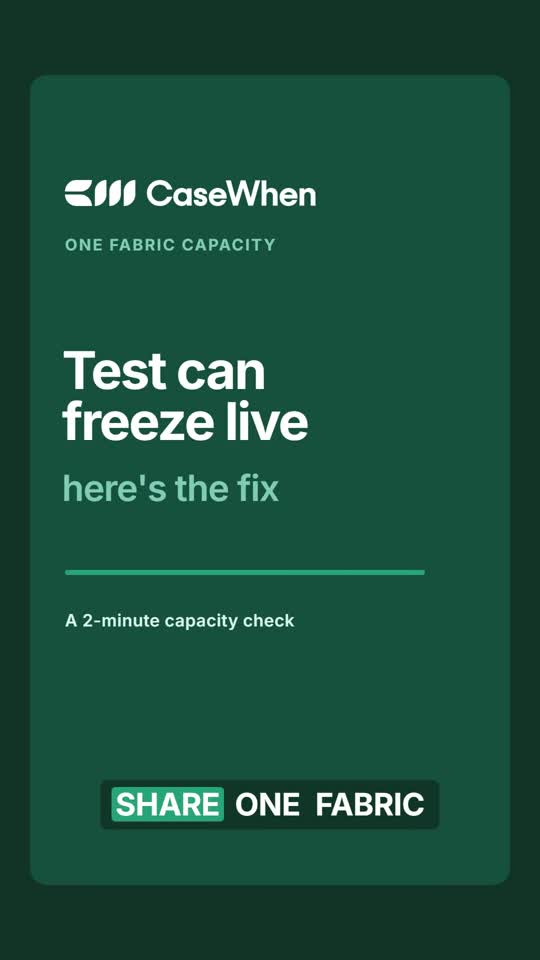 CaseWhen
ONE FABRIC CAPACITY
Test can
freeze live
here's the fix
A 2-minute capacity check
SHARE ONE FABRIC